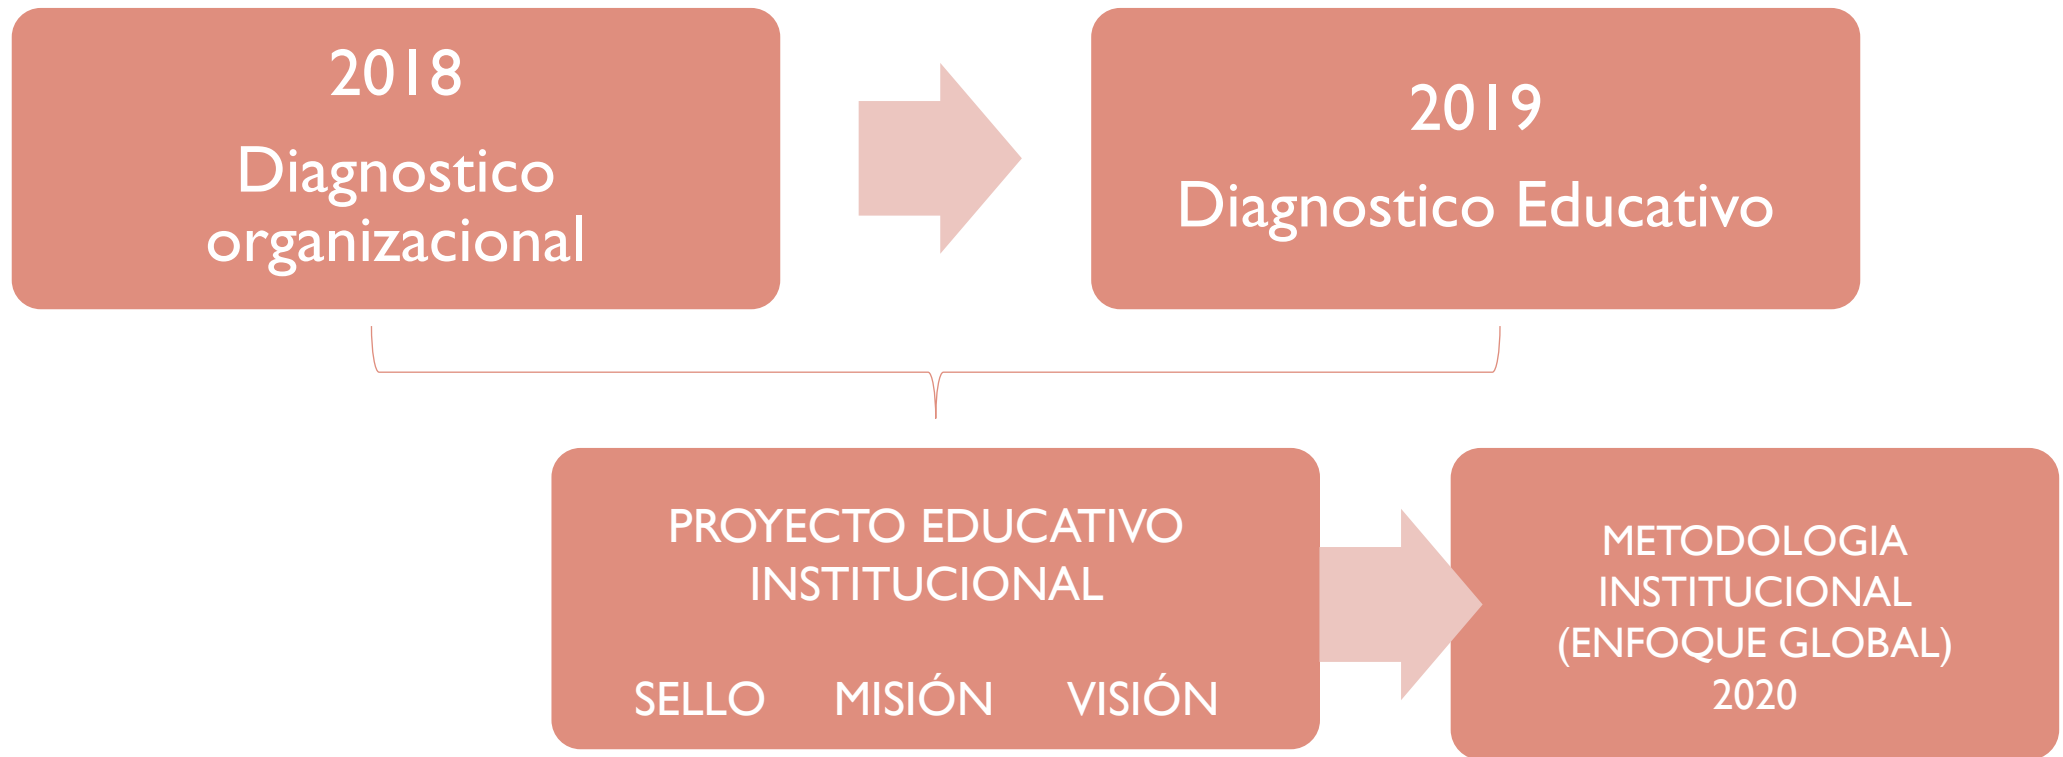 2018
Diagnostico
organizacional
2019
Diagnostico Educativo
PROYECTO EDUCATIVO
INSTITUCIONAL
SELLO MISIÓN VISIÓN
METODOLOGIA
INSTITUCIONAL
(ENFOQUE GLOBAL)
2020